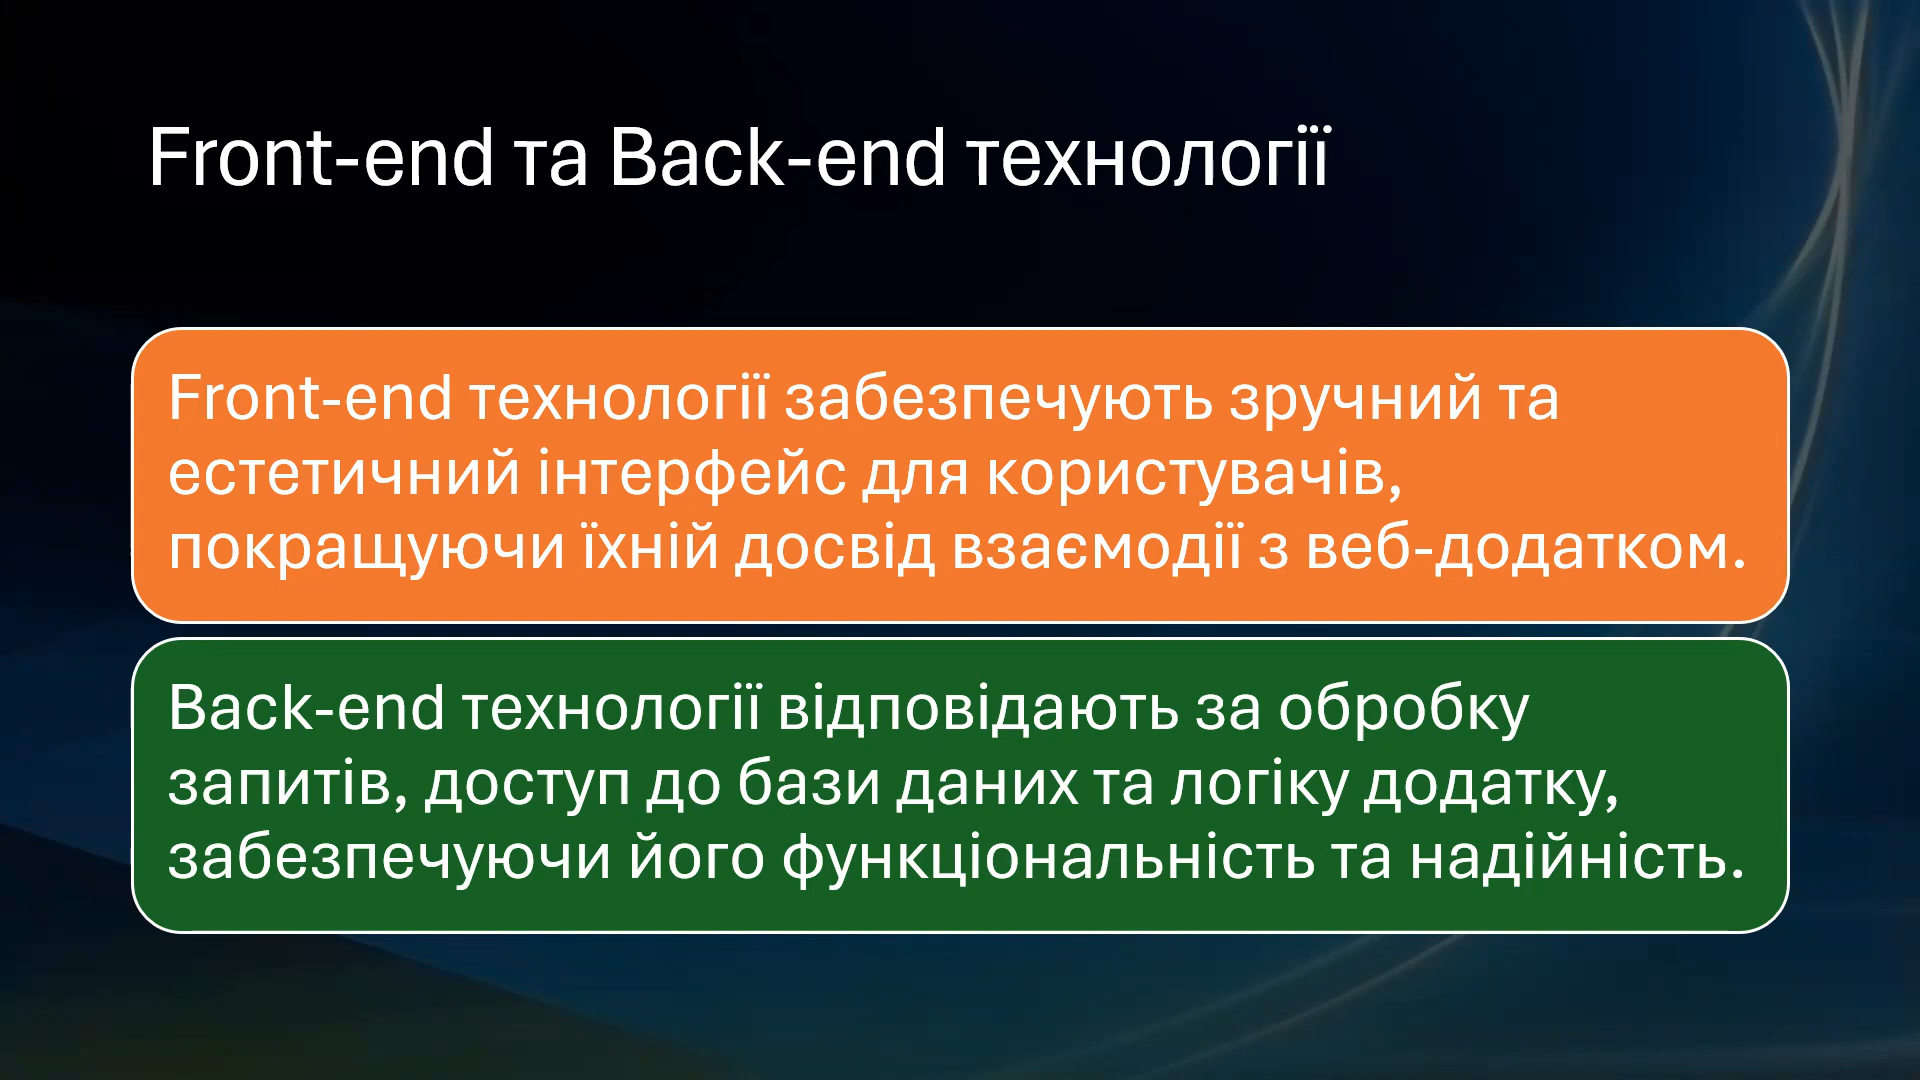 Front-end та Back-end технології
Front-end технології забезпечують зручний та
естетичний інтерфейс для користувачів,
покращуючи їхній досвід взаємодії з веб-додатком.
Back-end технології відповідають за обробку
запитів, доступ до бази даних та логіку додатку,
забезпечуючи його функціональність та надійність.